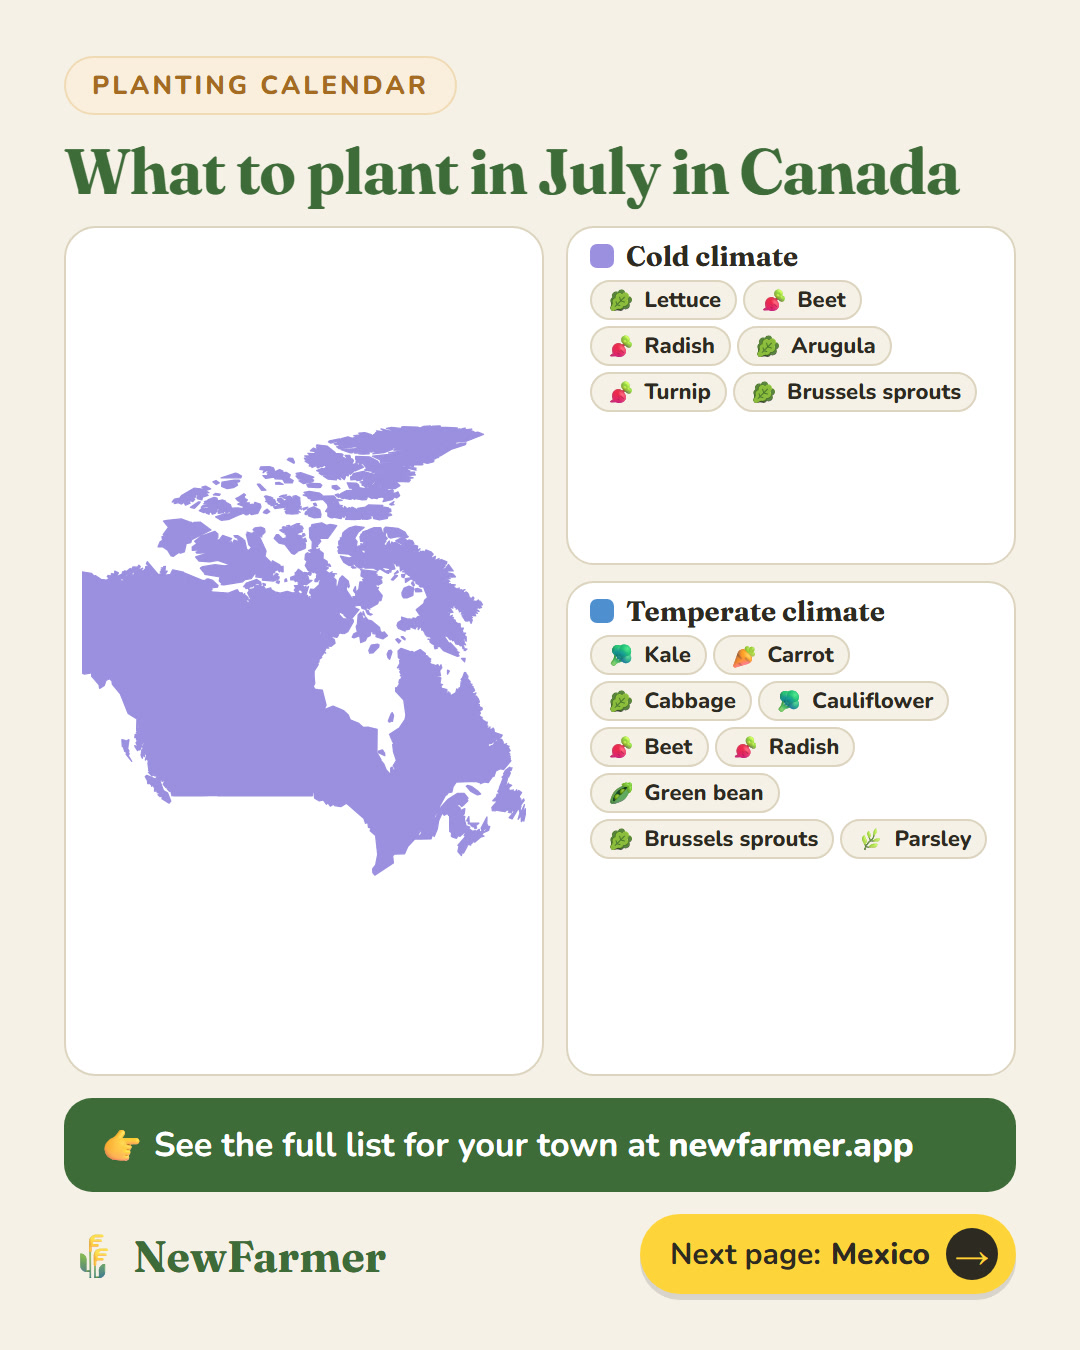 PLANTING CALENDAR
What to plant in July in Canada
Cold climate
Lettuce
Beet
Radish
Arugula
Turnip
Brussels sprouts
Temperate climate
Kale
Carrot
Cabbage
Cauliflower
Beet
Radish
Green bean
Brussels sprouts
Parsley
👉 See the full list for your town at newfarmer.app
NewFarmer
Next page: Mexico →